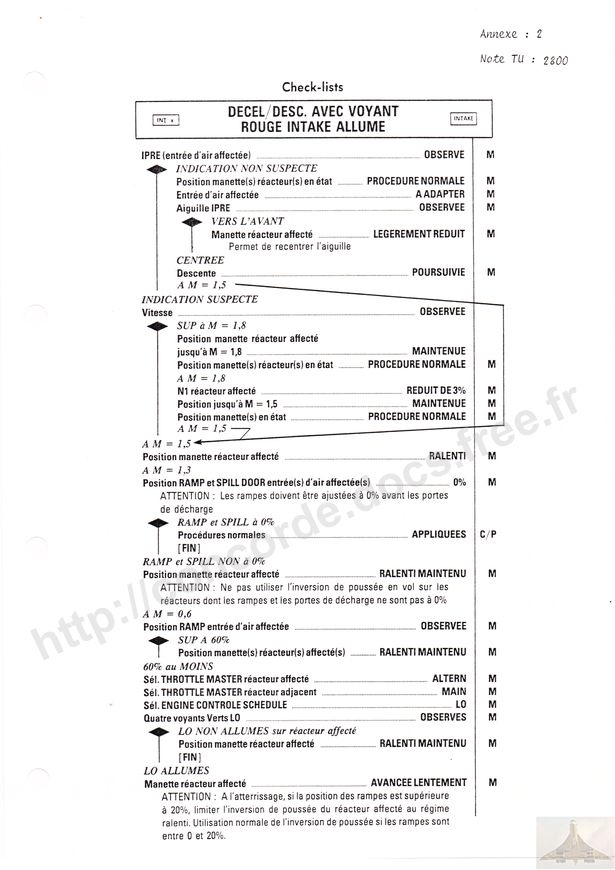 Annexe : 2
Note TU : 2800
Check-lists
INT x
DECEL/DESC. AVEC VOYANT
ROUGE INTAKE ALLUME
INTAKE
IPRE (entrée d'air affectée) OBSERVE M
INDICATION NON SUSPECTE
Position manette(s) réacteur(s) en état PROCEDURE NORMALE M
Entrée d'air affectée A ADAPTER M
Aiguille IPRE OBSERVEE M
VERS L'AVANT
Manette réacteur affecté LEGEREMENT REDUIT M
Permet de recentrer l'aiguille
CENTREE
Descente POURSUIVIE M
A M = 1,5
INDICATION SUSPECTE
Vitesse OBSERVEE
SUP à M = 1,8
Position manette réacteur affecté
jusqu'à M = 1,8 MAINTENUE M
Position manette(s) réacteur(s) en état PROCEDURE NORMALE M
A M = 1,8
N1 réacteur affecté REDUIT DE 3% M
Position jusqu'à M = 1,5 MAINTENUE M
Position manette(s) en état PROCEDURE NORMALE M
A M = 1,5
A M = 1,5
Position manette réacteur affecté RALENTI M
A M = 1,3
Position RAMP et SPILL DOOR entrée(s) d'air affectée(s) 0% M
ATTENTION : Les rampes doivent être ajustées à 0% avant les portes
de décharge
RAMP et SPILL à 0%
Procédures normales APPLIQUEES C/P
[FIN]
RAMP et SPILL NON à 0%
Position manette réacteur affecté RALENTI MAINTENU M
ATTENTION : Ne pas utiliser l'inversion de poussée en vol sur les
réacteurs dont les rampes et les portes de décharge ne sont pas à 0%
A M = 0,6
Position RAMP entrée d'air affectée OBSERVEE M
SUP A 60%
Position manette(s) réacteur(s) affecté(s) RALENTI MAINTENU M
60% au MOINS
Sél. THROTTLE MASTER réacteur affecté ALTERN M
Sél. THROTTLE MASTER réacteur adjacent MAIN M
Sél. ENGINE CONTROLE SCHEDULE LO M
Quatre voyants Verts LO OBSERVES M
LO NON ALLUMES sur réacteur affecté
Position manette réacteur affecté RALENTI MAINTENU M
[FIN]
LO ALLUMES
Manette réacteur affecté AVANCEE LENTEMENT M
ATTENTION : A l'atterrissage, si la position des rampes est supérieure
à 20%, limiter l'inversion de poussée du réacteur affecté au régime
ralenti. Utilisation normale de l'inversion de poussée si les rampes sont
entre 0 et 20%.
http://concorde.docs.free.fr